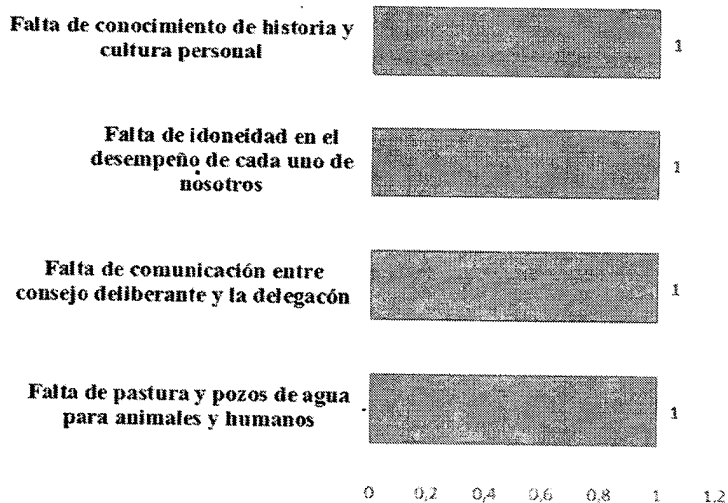 Falta de conocimiento de historia y
cultura personal
1
Falta de idoneidad en el
desempeño de cada uno de
nosotros
1
Falta de comunicación entre
consejo deliberante y la delegacón
1
Falta de pastura y pozos de agua
para animales y humanos
1
0 0,2 0,4 0,6 0,8 1 1,2